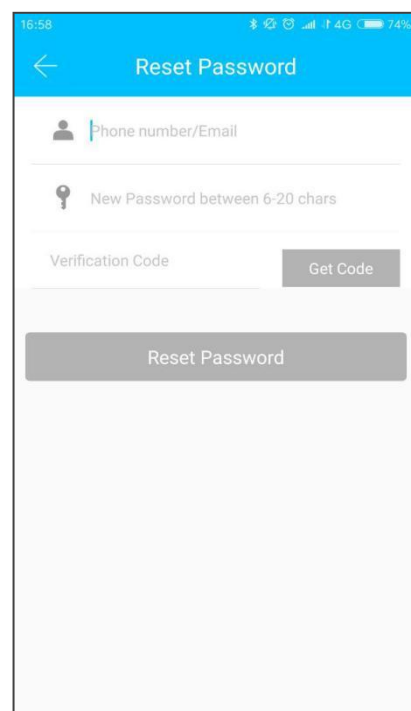 16:58 4G 74%
Reset Password
Phone number/Email
New Password between 6-20 chars
Verification Code
Get Code
Reset Password